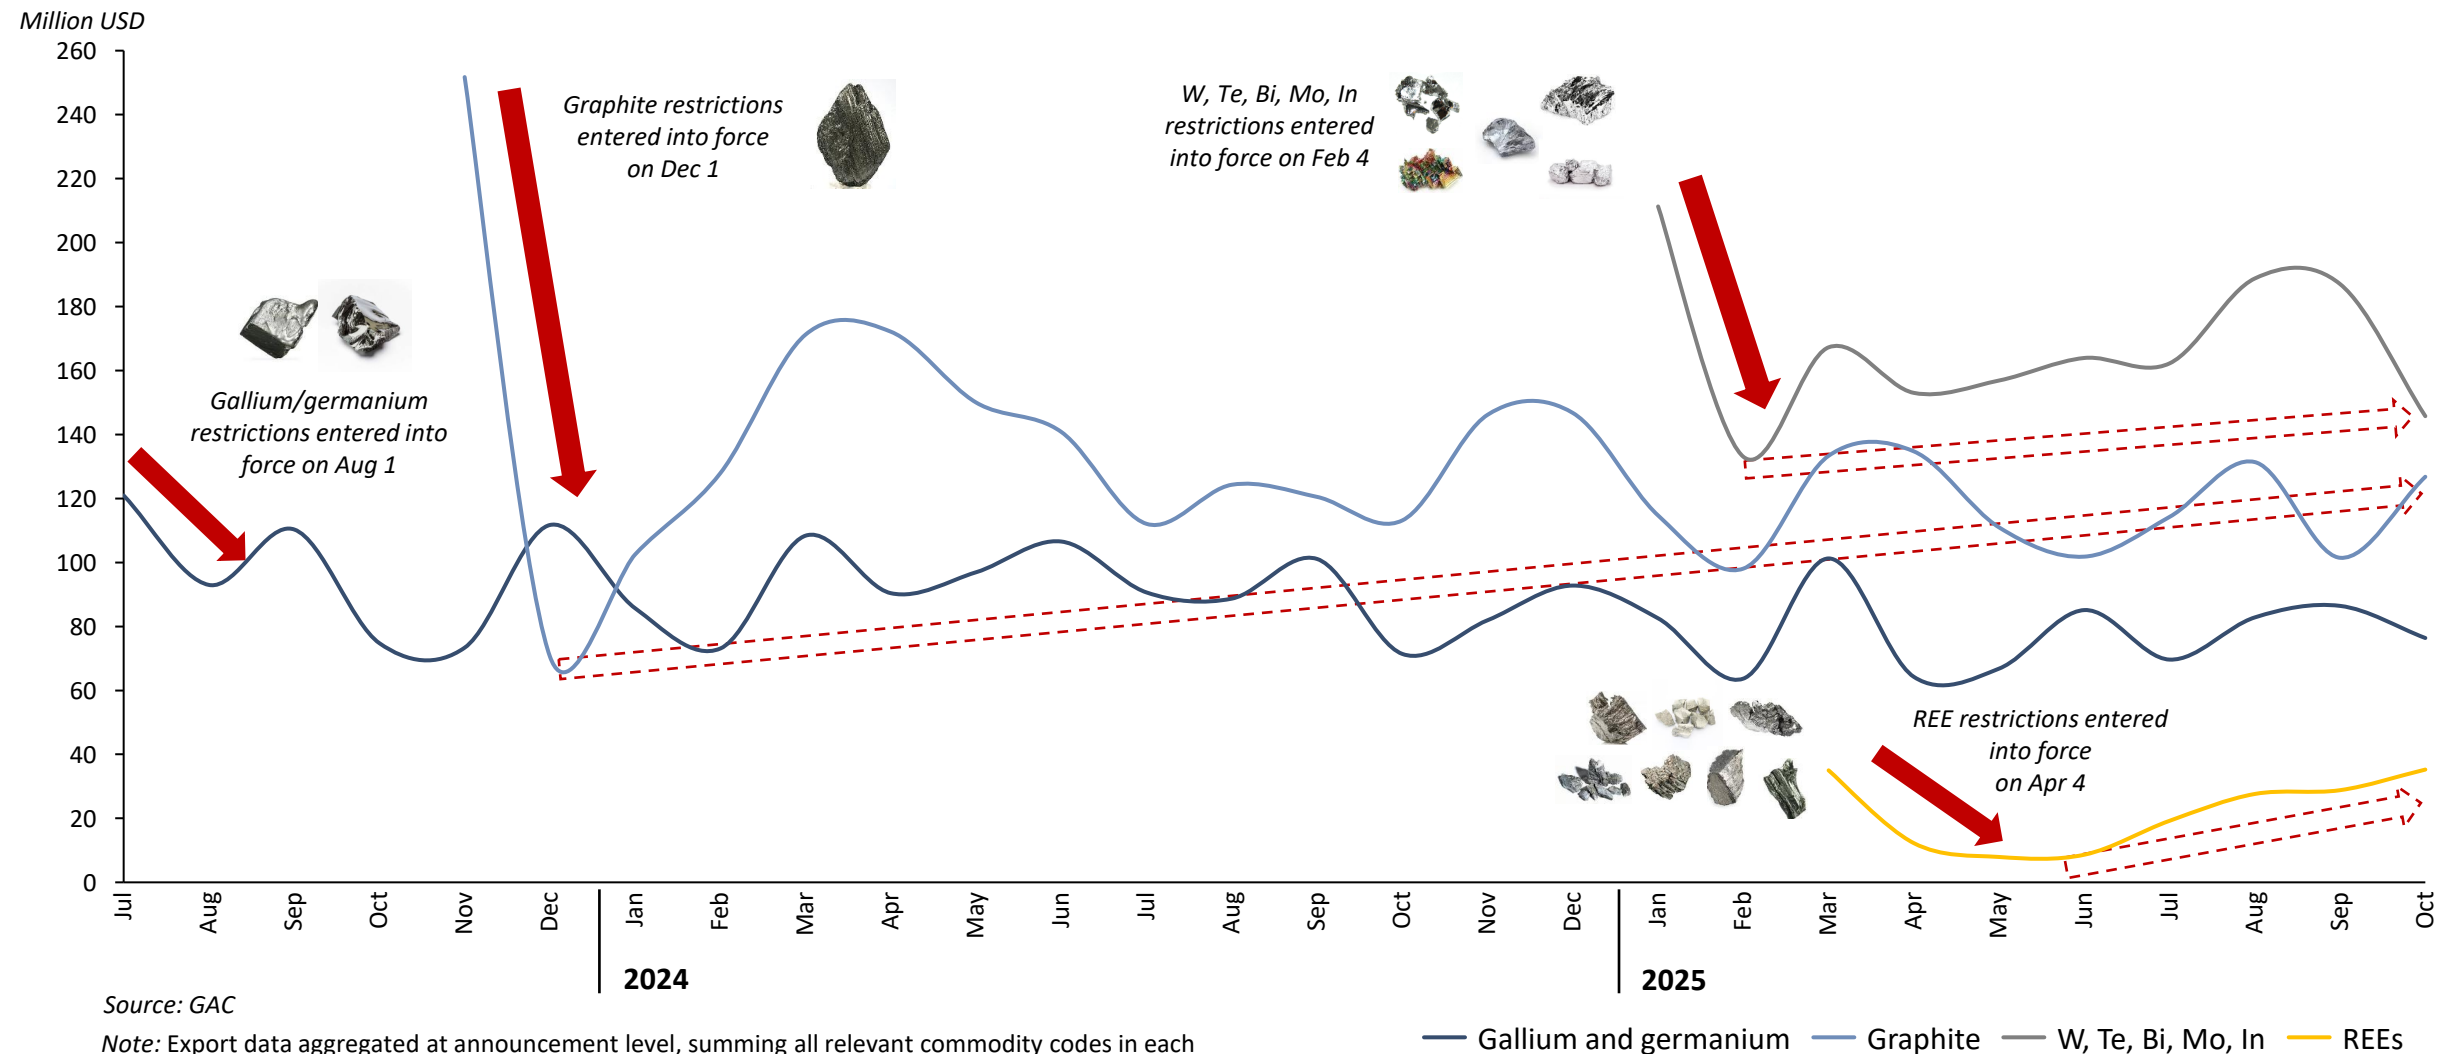 Million USD
260
240
220
200
180
160
140
120
100
80
60
40
20
0
Graphite restrictions
entered into force
on Dec 1
W, Te, Bi, Mo, In
restrictions entered
into force on Feb 4
Gallium/germanium
restrictions entered into
force on Aug 1
REE restrictions entered
into force
on Apr 4
Jul
Aug
Sep
Oct
Nov
Dec
Jan
Feb
Mar
Apr
May
Jun
Jul
Aug
Sep
Oct
Nov
Dec
Jan
Feb
Mar
Apr
May
Jun
Jul
Aug
Sep
Oct
2024
2025
Source: GAC
Note: Export data aggregated at announcement level, summing all relevant commodity codes in each
Gallium and germanium
Graphite
W, Te, Bi, Mo, In
REEs